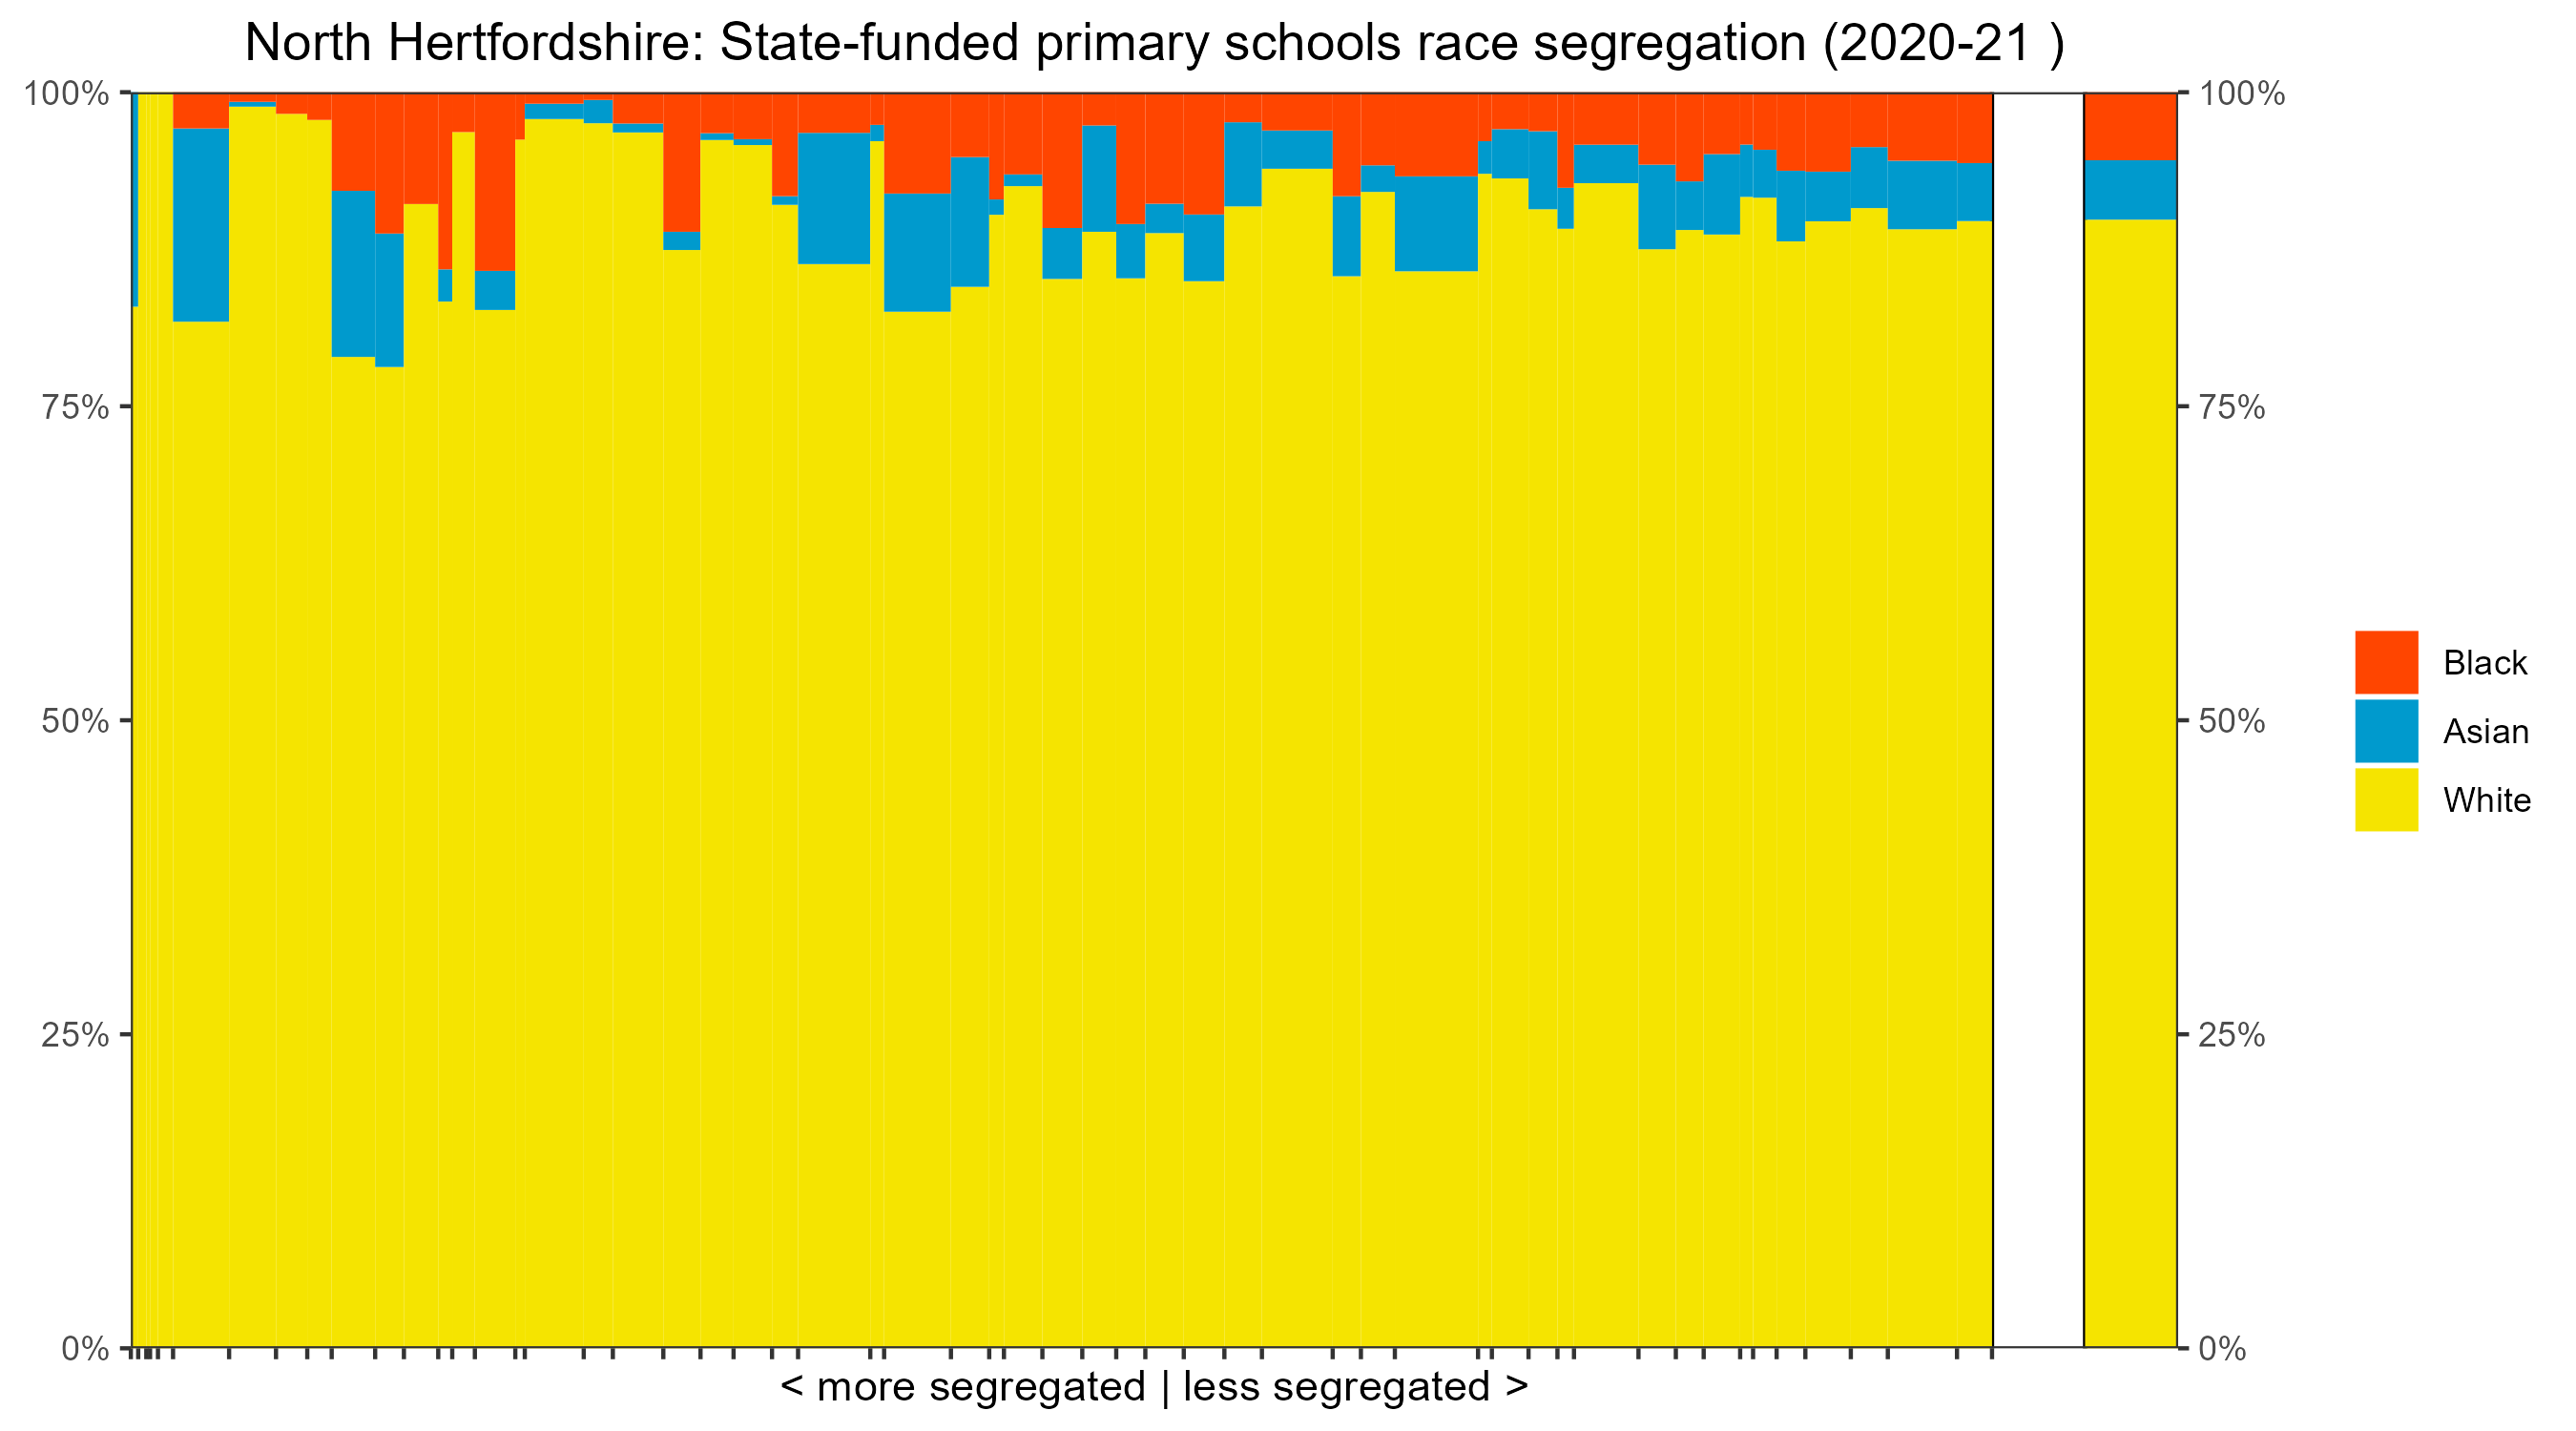 North Hertfordshire: State-funded primary schools race segregation (2020-21 )
100%
75%
50%
25%
0%
100%
75%
50%
25%
0%
Black
Asian
White
< more segregated | less segregated >